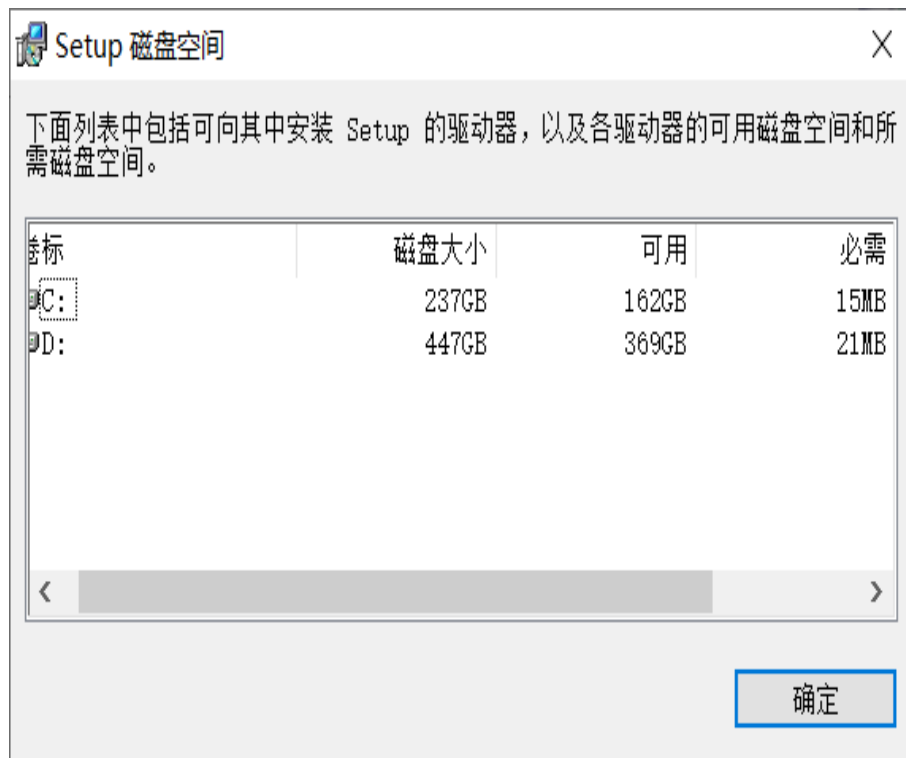 Setup 磁盘空间
下面列表中包括可向其中安装 Setup 的驱动器，以及各驱动器的可用磁盘空间和所
需磁盘空间。
卷标 磁盘大小 可用 必需
C: 237GB 162GB 15MB
D: 447GB 369GB 21MB
确定